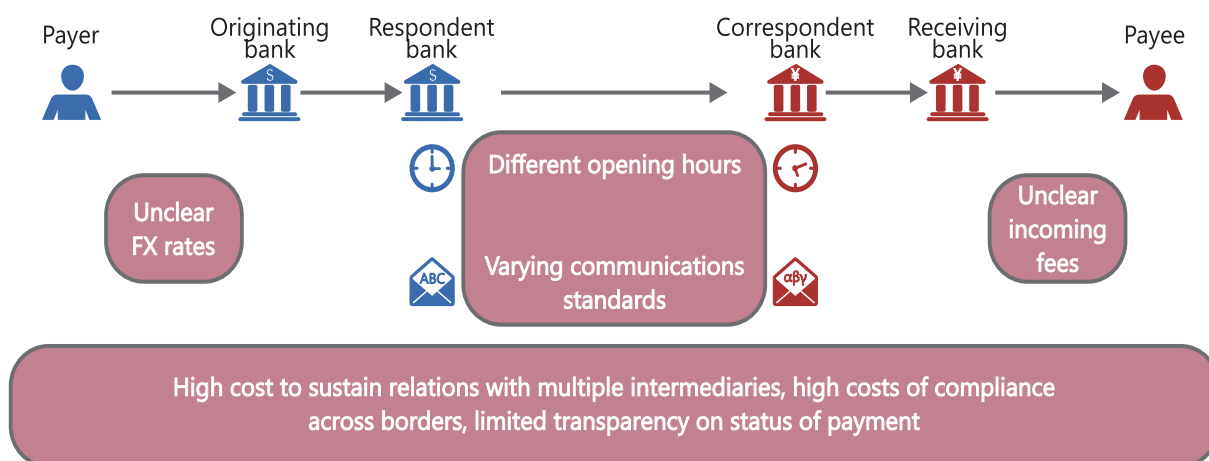 Payer
Originating
bank
Respondent
bank
Correspondent
bank
Receiving
bank
Payee
$
$
¥
¥
Different opening hours
Unclear
FX rates
Unclear
incoming
fees
ABC
Varying communications
standards
αβγ
High cost to sustain relations with multiple intermediaries, high costs of compliance
across borders, limited transparency on status of payment